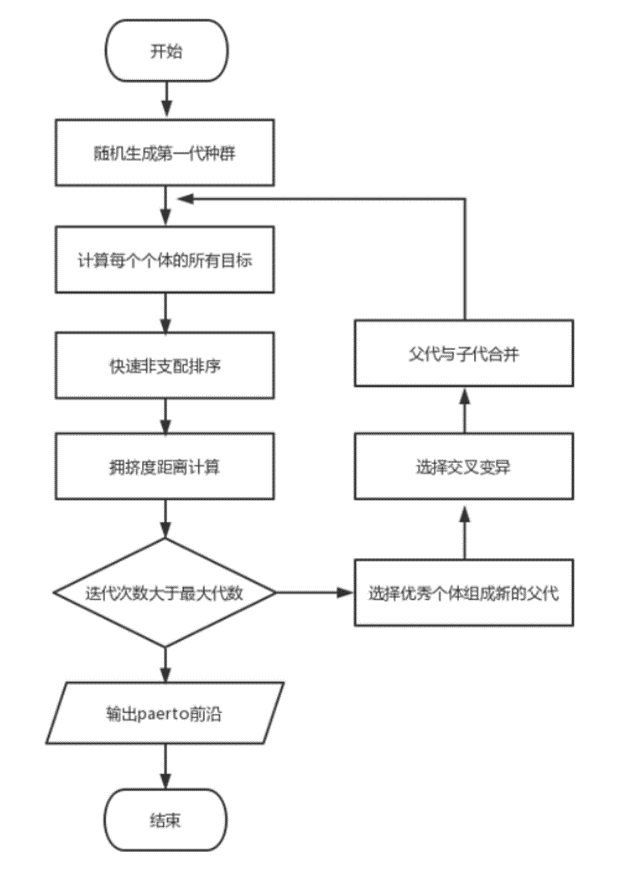 开始
随机生成第一代种群
计算每个个体的所有目标
快速非支配排序
拥挤度距离计算
迭代次数大于最大代数
输出paerto前沿
结束
选择优秀个体组成新的父代
选择交叉变异
父代与子代合并